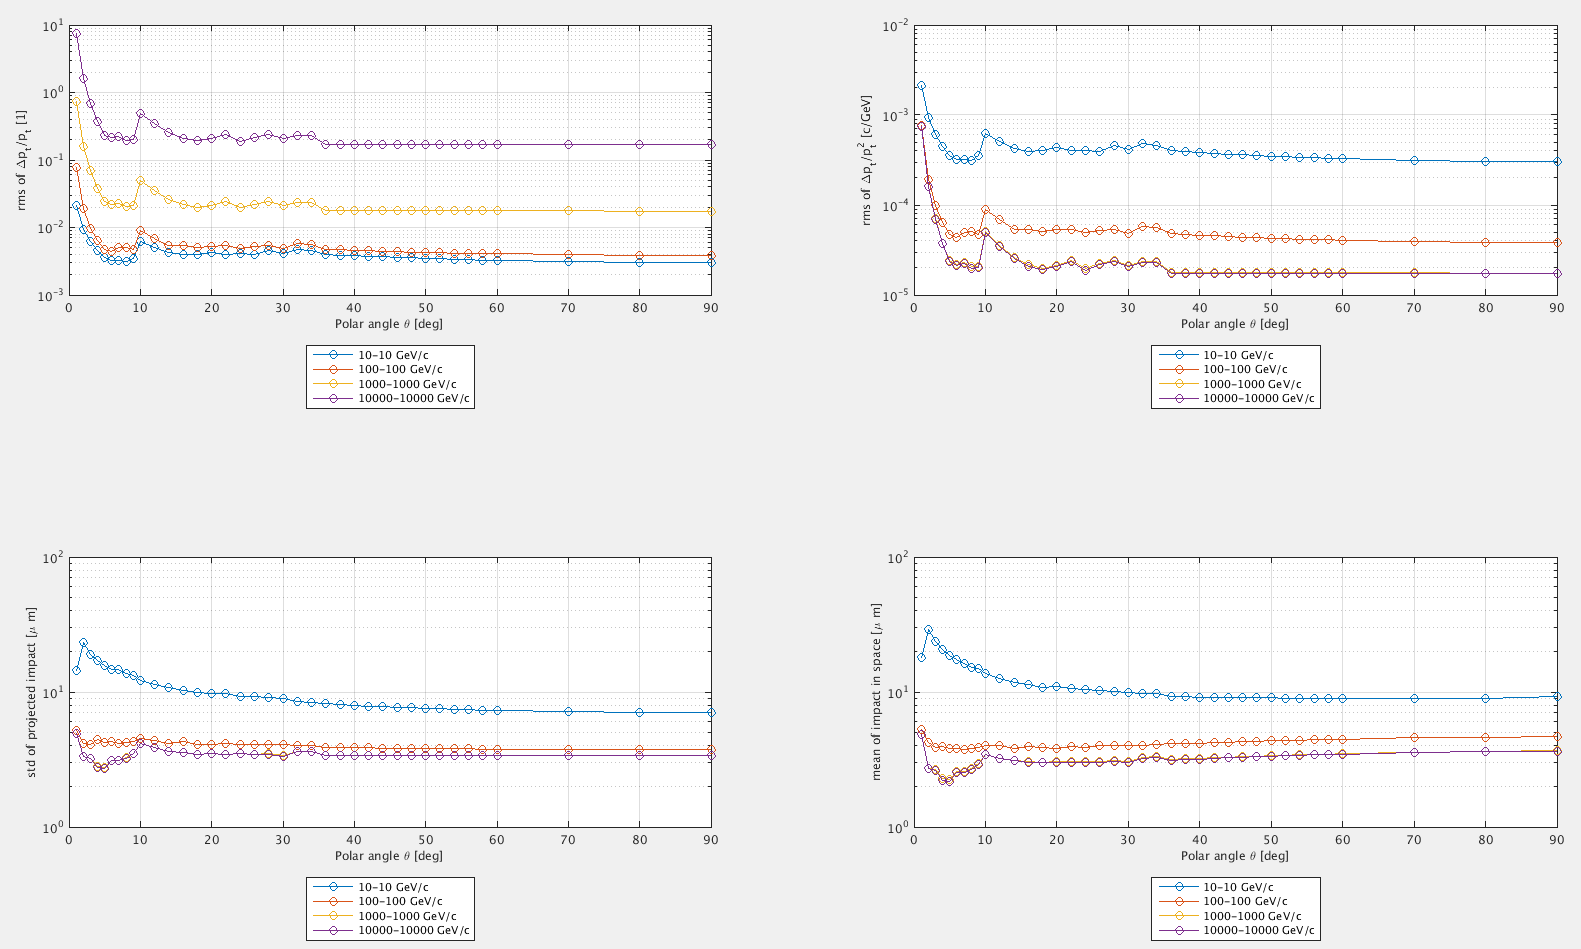 10¹
10⁰
10⁻¹
10⁻²
10⁻³
rms of Δpₜ/pₜ [1]
0 10 20 30 40 50 60 70 80 90
Polar angle θ [deg]
10–10 GeV/c
100–100 GeV/c
1000–1000 GeV/c
10000–10000 GeV/c
10⁻²
10⁻³
10⁻⁴
10⁻⁵
rms of Δpₜ/pₜ² [c/GeV]
0 10 20 30 40 50 60 70 80 90
Polar angle θ [deg]
10–10 GeV/c
100–100 GeV/c
1000–1000 GeV/c
10000–10000 GeV/c
10²
10¹
10⁰
std of projected impact [μ m]
0 10 20 30 40 50 60 70 80 90
Polar angle θ [deg]
10–10 GeV/c
100–100 GeV/c
1000–1000 GeV/c
10000–10000 GeV/c
10²
10¹
10⁰
mean of impact in space [μ m]
0 10 20 30 40 50 60 70 80 90
Polar angle θ [deg]
10–10 GeV/c
100–100 GeV/c
1000–1000 GeV/c
10000–10000 GeV/c